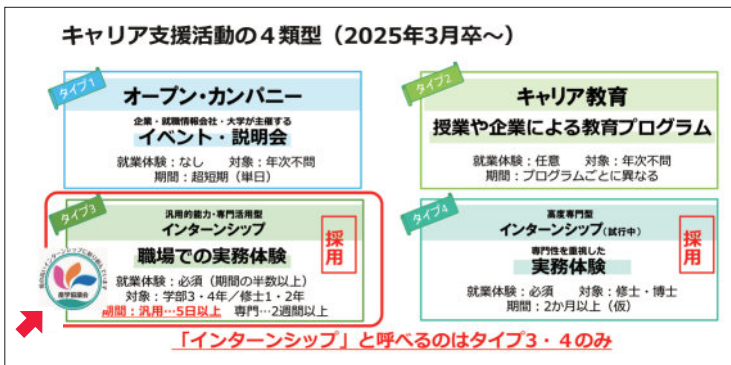 キャリア支援活動の４類型（2025年3月卒～）
タイプ1
オープン・カンパニー
企業・就職情報会社・大学が主催する
イベント・説明会
就業体験：なし　対象：年次不問
期間：超短期（単日）
タイプ2
キャリア教育
授業や企業による教育プログラム
就業体験：任意　対象：年次不問
期間：プログラムごとに異なる
タイプ3
汎用的能力・専門活用型
インターンシップ
採用
職場での実務体験
就業体験：必須（期間の半数以上）
対象：学部3・4年／修士1・2年
期間：汎用…5日以上　専門…2週間以上
産学協議会
タイプ4
高度専門型
インターンシップ(試行中)
採用
専門性を重視した
実務体験
就業体験：必須　対象：修士・博士
期間：2か月以上（仮）
「インターンシップ」と呼べるのはタイプ3・４のみ